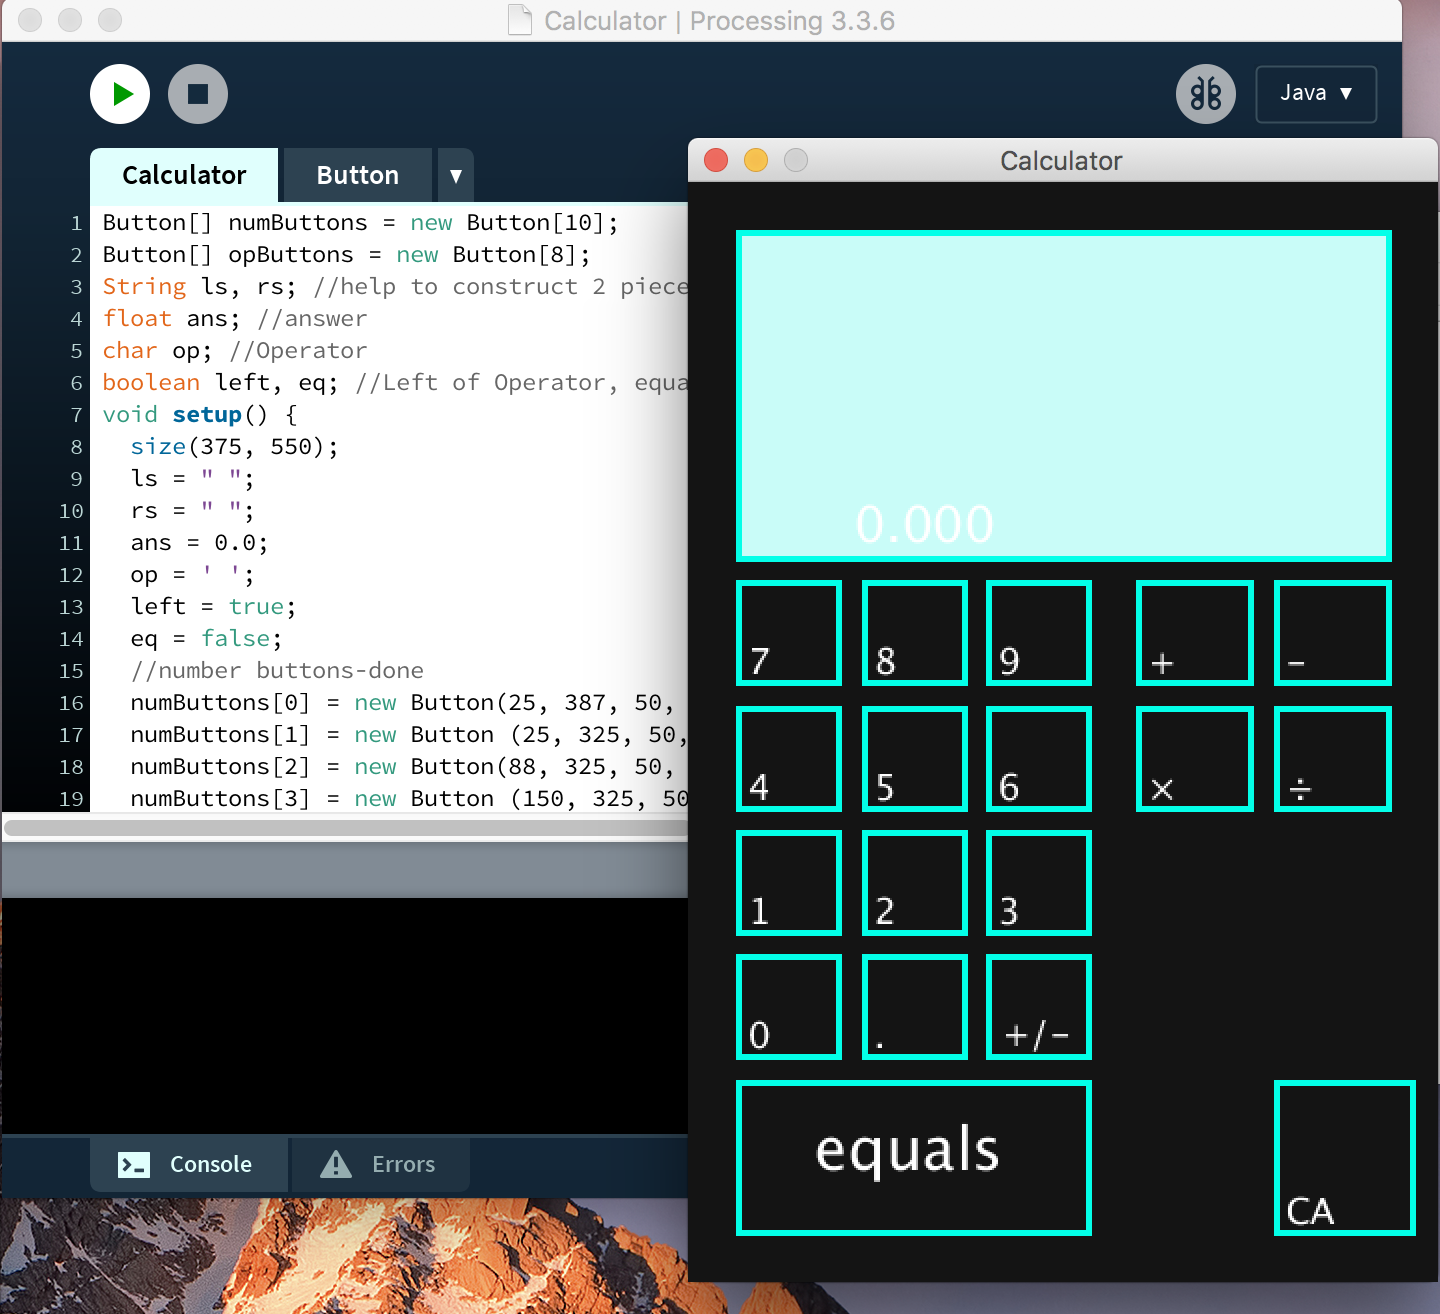 Calculator | Processing 3.3.6
Java ▼
Calculator Button ▼
1 Button[] numButtons = new Button[10];
2 Button[] opButtons = new Button[8];
3 String ls, rs; //help to construct 2 piece
4 float ans; //answer
5 char op; //Operator
6 boolean left, eq; //Left of Operator, equa
7 void setup() {
8 size(375, 550);
9 ls = " ";
10 rs = " ";
11 ans = 0.0;
12 op = ' ';
13 left = true;
14 eq = false;
15 //number buttons-done
16 numButtons[0] = new Button(25, 387, 50,
17 numButtons[1] = new Button (25, 325, 50,
18 numButtons[2] = new Button(88, 325, 50,
19 numButtons[3] = new Button (150, 325, 50
Console Errors
Calculator
0.000
7 8 9 + -
4 5 6 × ÷
1 2 3
0 . +/-
equals CA